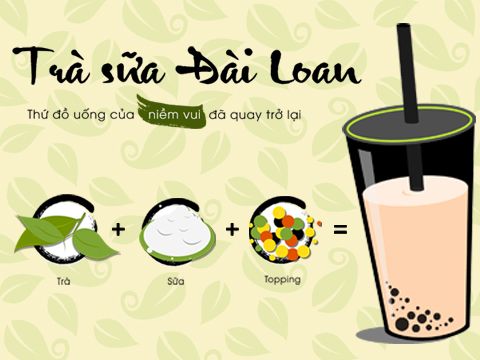 Trà sữa Đài Loan
Thứ đồ uống của niềm vui đã quay trở lại
+ + =
Trà Sữa Topping